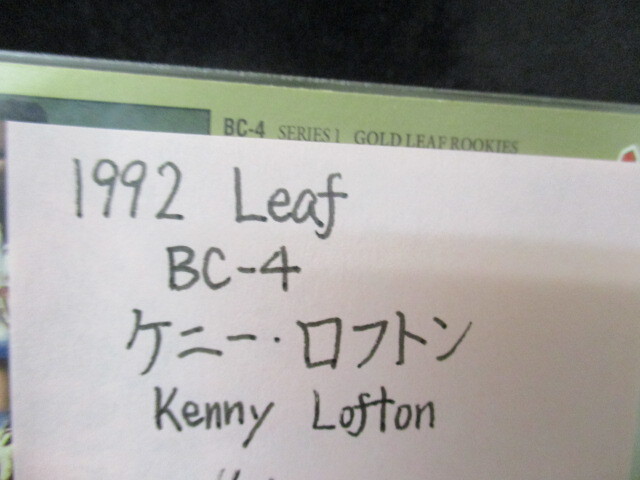 BC-4 SERIES 1 GOLD LEAF ROOKIES
1992 Leaf
BC-4
ケニー・ロフトン
Kenny Lofton